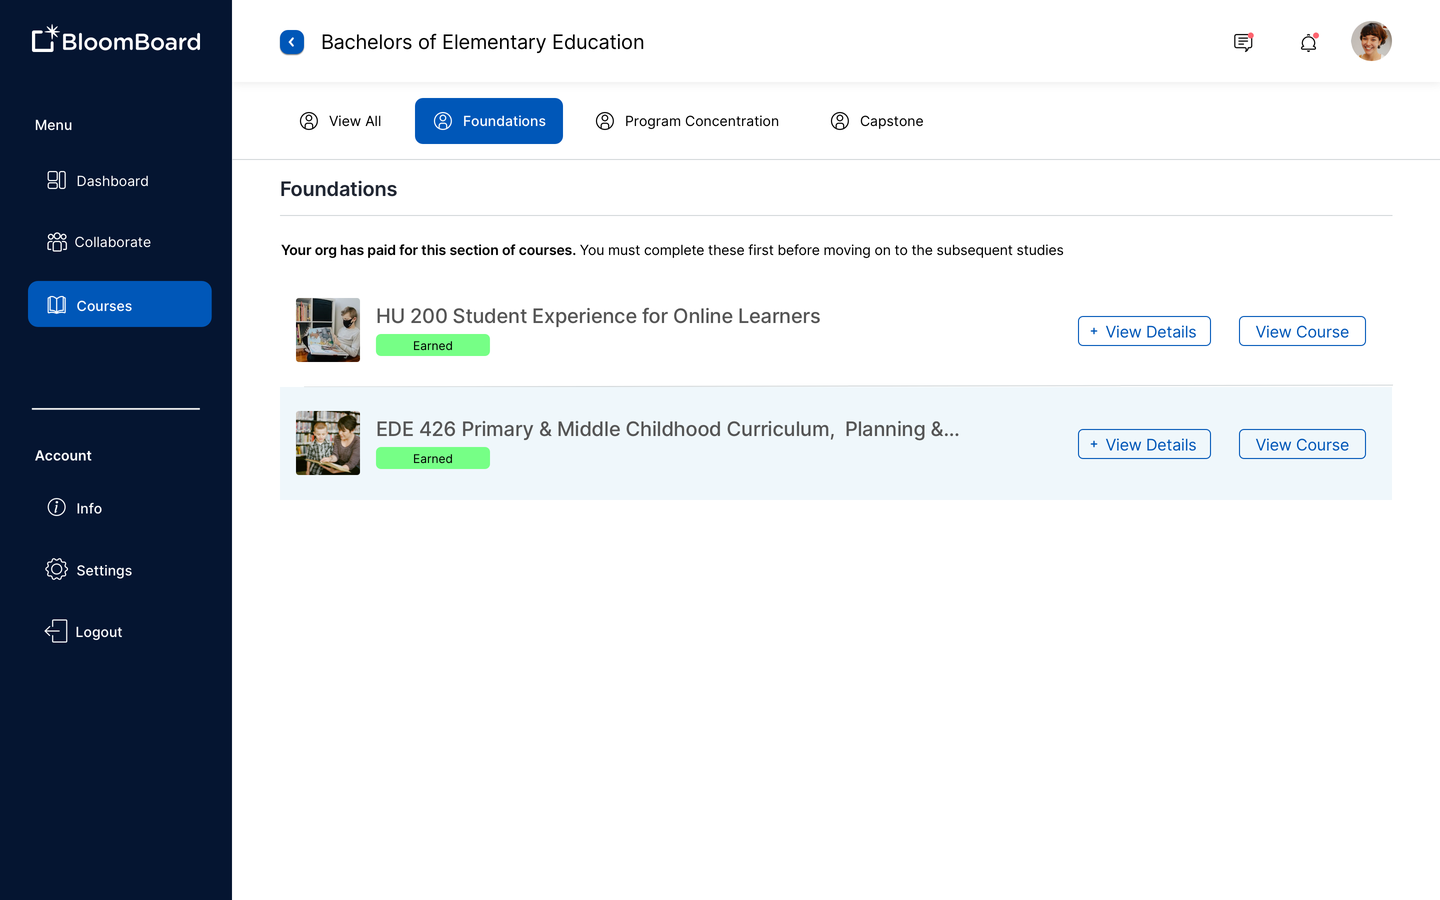 BloomBoard
Menu
Dashboard
Collaborate
Courses
Account
Info
Settings
Logout
Bachelors of Elementary Education
View All
Foundations
Program Concentration
Capstone
Foundations
Your org has paid for this section of courses. You must complete these first before moving on to the subsequent studies
HU 200 Student Experience for Online Learners
Earned
+ View Details
View Course
EDE 426 Primary & Middle Childhood Curriculum, Planning &...
Earned
+ View Details
View Course